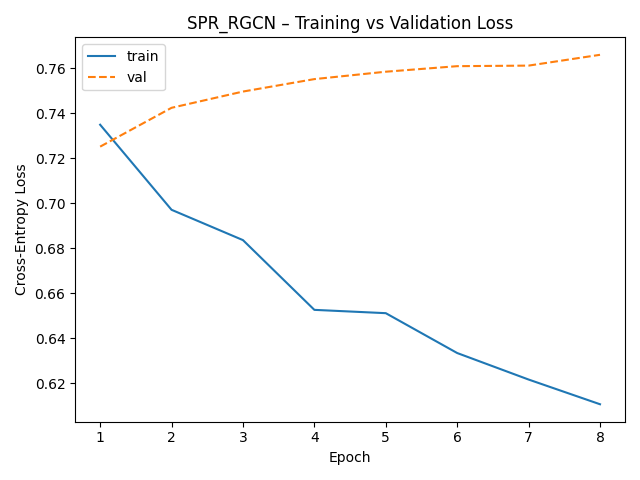 SPR_RGCN – Training vs Validation Loss
train
val
Cross-Entropy Loss
0.76
0.74
0.72
0.70
0.68
0.66
0.64
0.62
1 2 3 4 5 6 7 8
Epoch